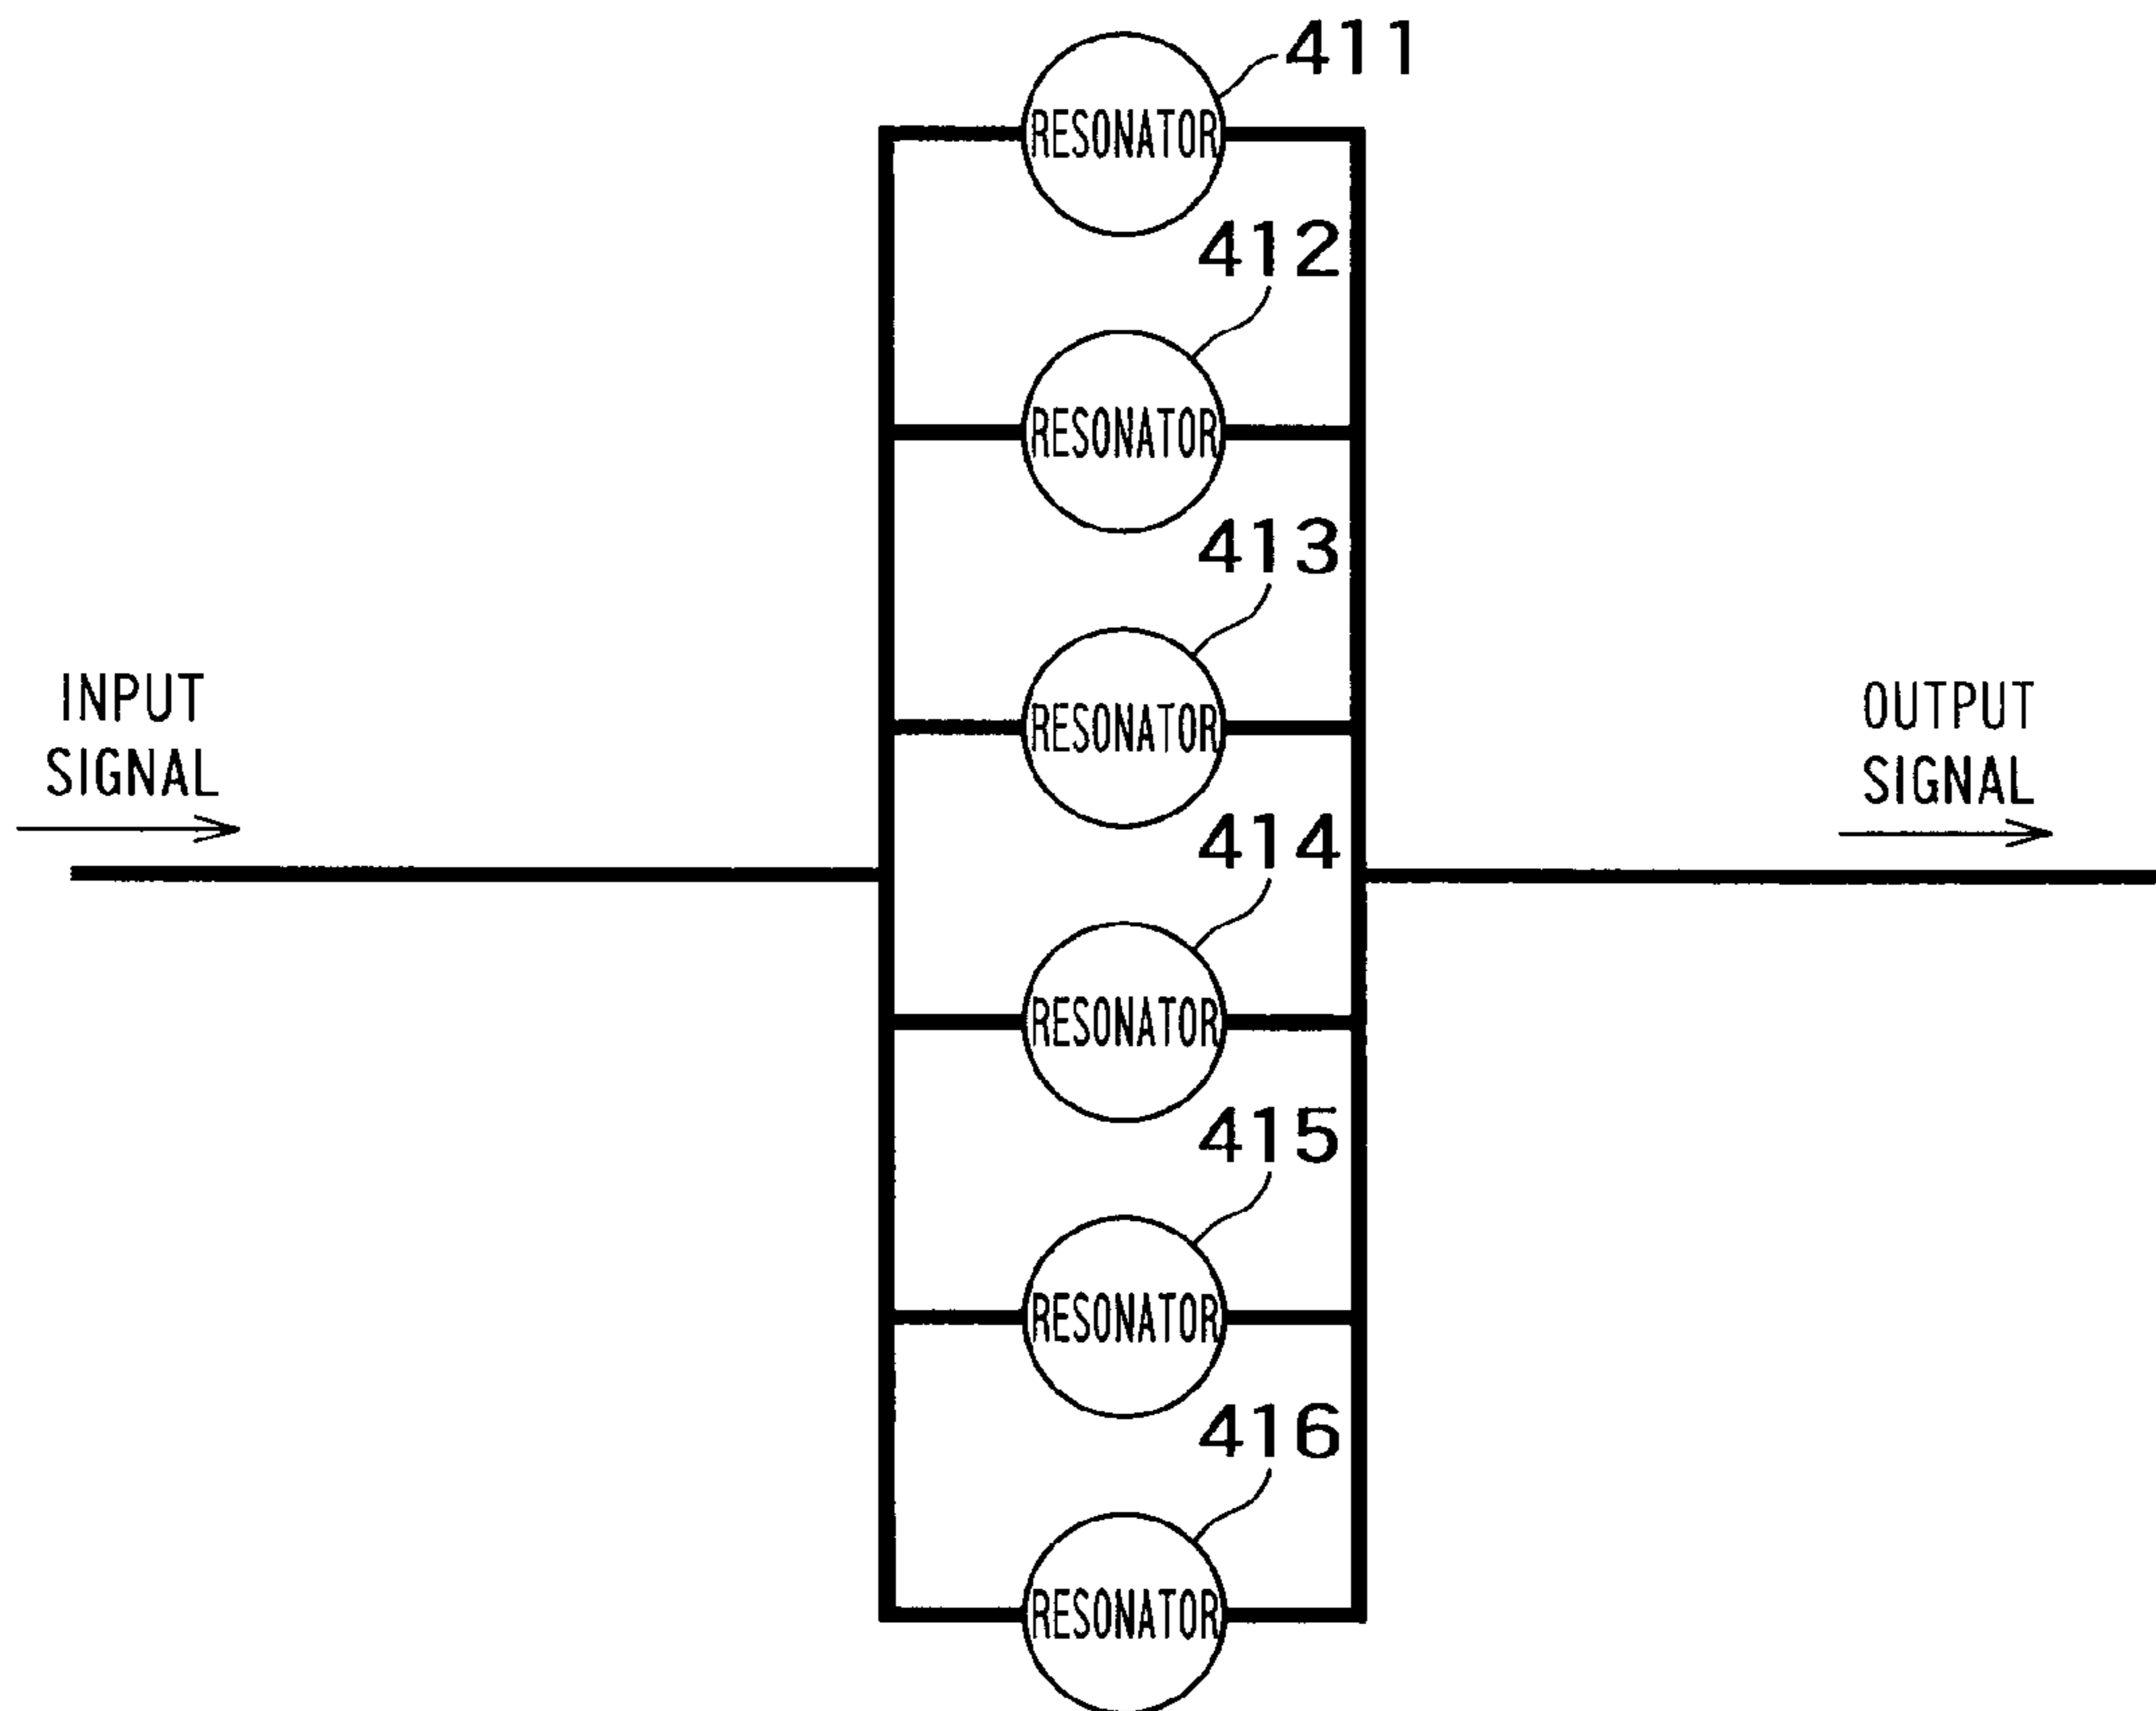 411
RESONATOR
412
RESONATOR
413
RESONATOR
INPUT
SIGNAL
OUTPUT
SIGNAL
414
RESONATOR
415
RESONATOR
416
RESONATOR